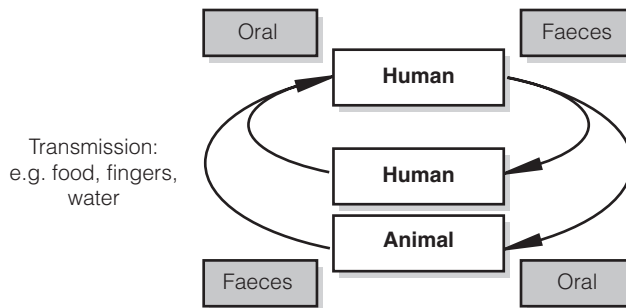 Oral
Faeces
Human
Transmission:
e.g. food, fingers,
water
Human
Animal
Faeces
Oral